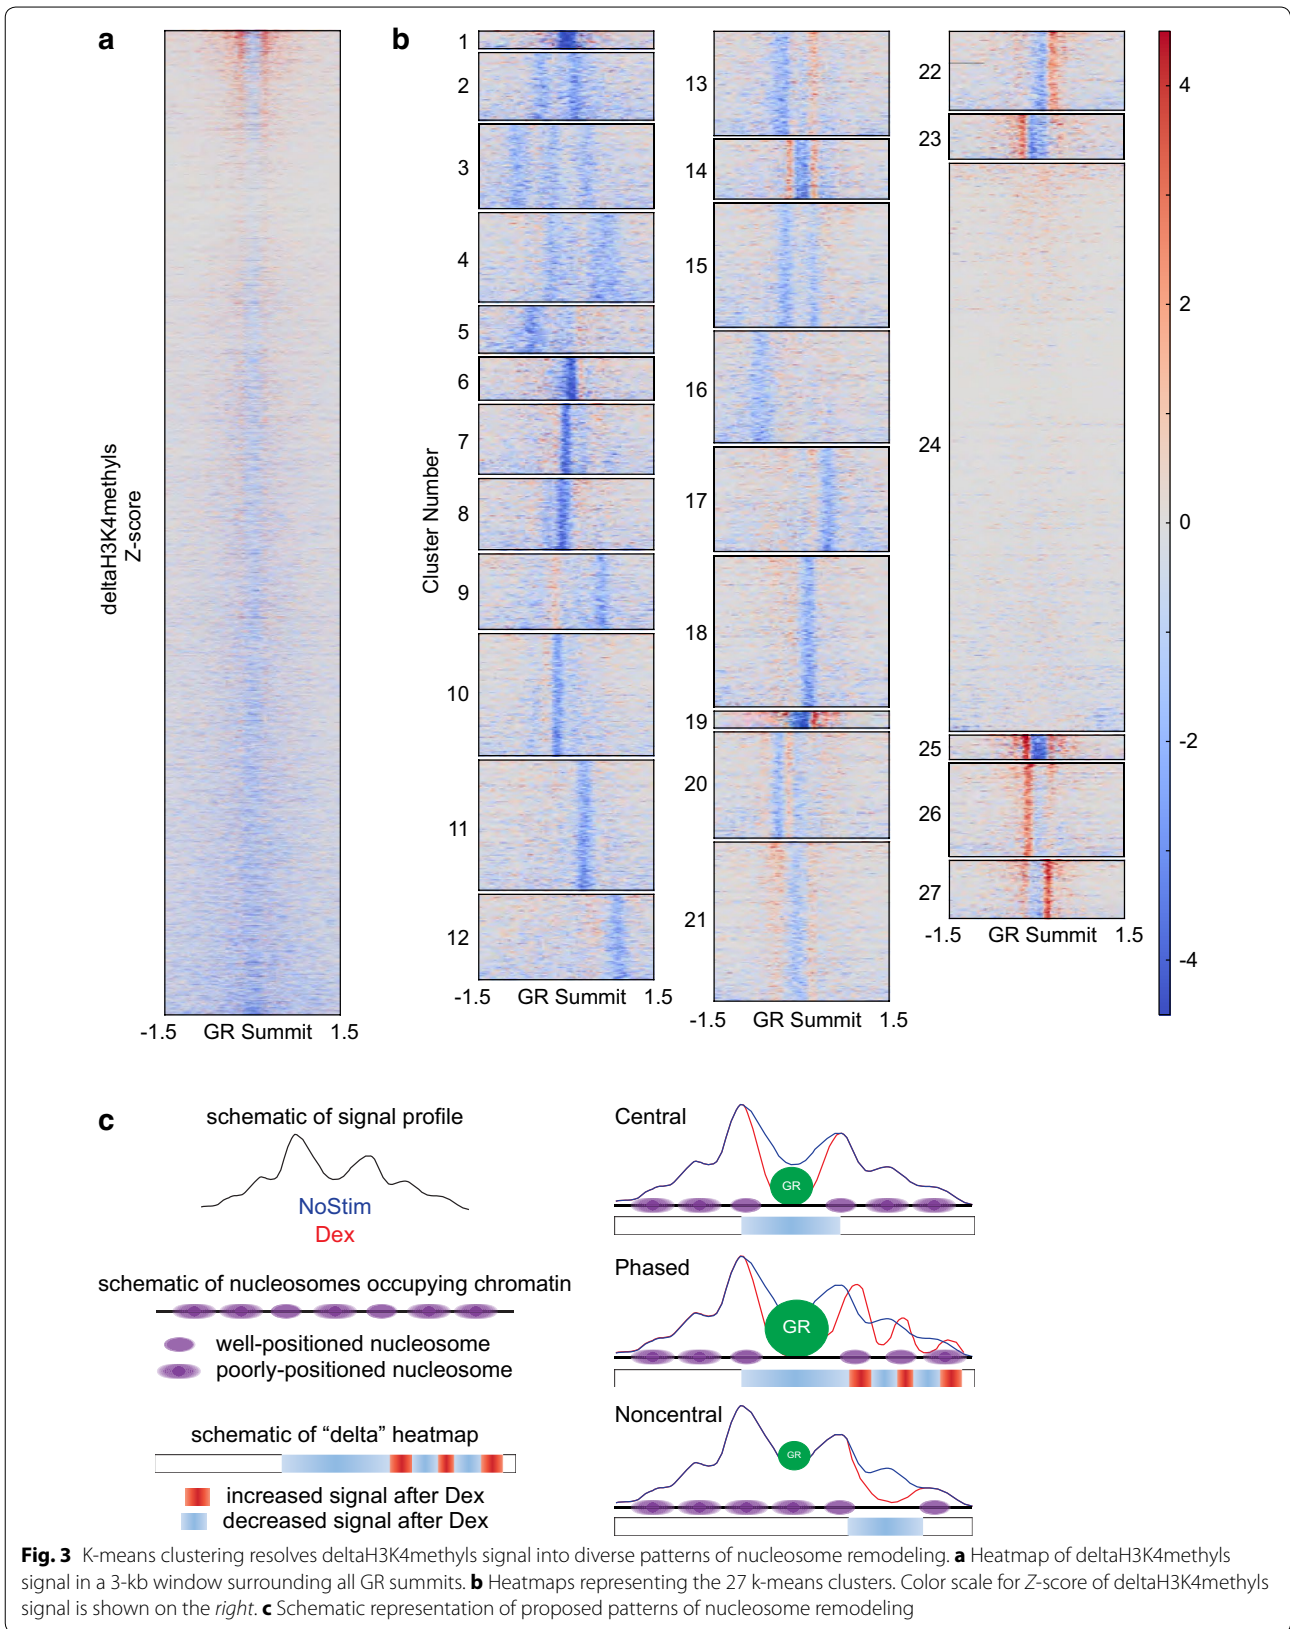 a
deltaH3K4methyls
Z-score
-1.5 GR Summit 1.5
b
Cluster Number
1
2
3
4
5
6
7
8
9
10
11
12
-1.5 GR Summit 1.5
13
14
15
16
17
18
19
20
21
-1.5 GR Summit 1.5
22
23
24
25
26
27
-1.5 GR Summit 1.5
4
2
0
-2
-4
c
schematic of signal profile
NoStim
Dex
schematic of nucleosomes occupying chromatin
well-positioned nucleosome
poorly-positioned nucleosome
schematic of “delta” heatmap
increased signal after Dex
decreased signal after Dex
Central
GR
Phased
GR
Noncentral
GR
Fig. 3 K-means clustering resolves deltaH3K4methyls signal into diverse patterns of nucleosome remodeling. a Heatmap of deltaH3K4methyls
signal in a 3-kb window surrounding all GR summits. b Heatmaps representing the 27 k-means clusters. Color scale for Z-score of deltaH3K4methyls
signal is shown on the right. c Schematic representation of proposed patterns of nucleosome remodeling